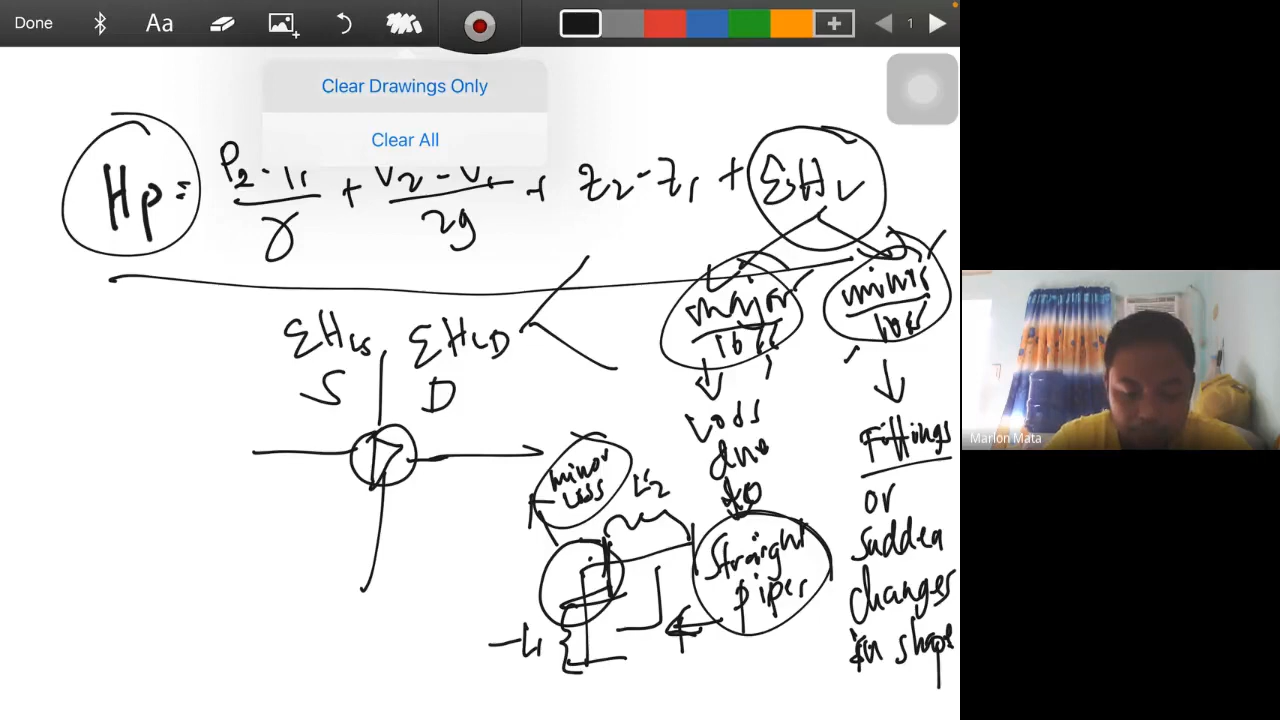 Done Aa 1
Clear Drawings Only
Clear All
Hp = P2 - P1 / γ + V2 - V1 / 2g + Z2 - Z1 + ΣHL
major loss
minor loss
ΣHLS ΣHLD
S D
Loss due to
straight pipes
Fittings
or
sudden
changes
in shape
minor
loss
L2
L1
Marlon Mata